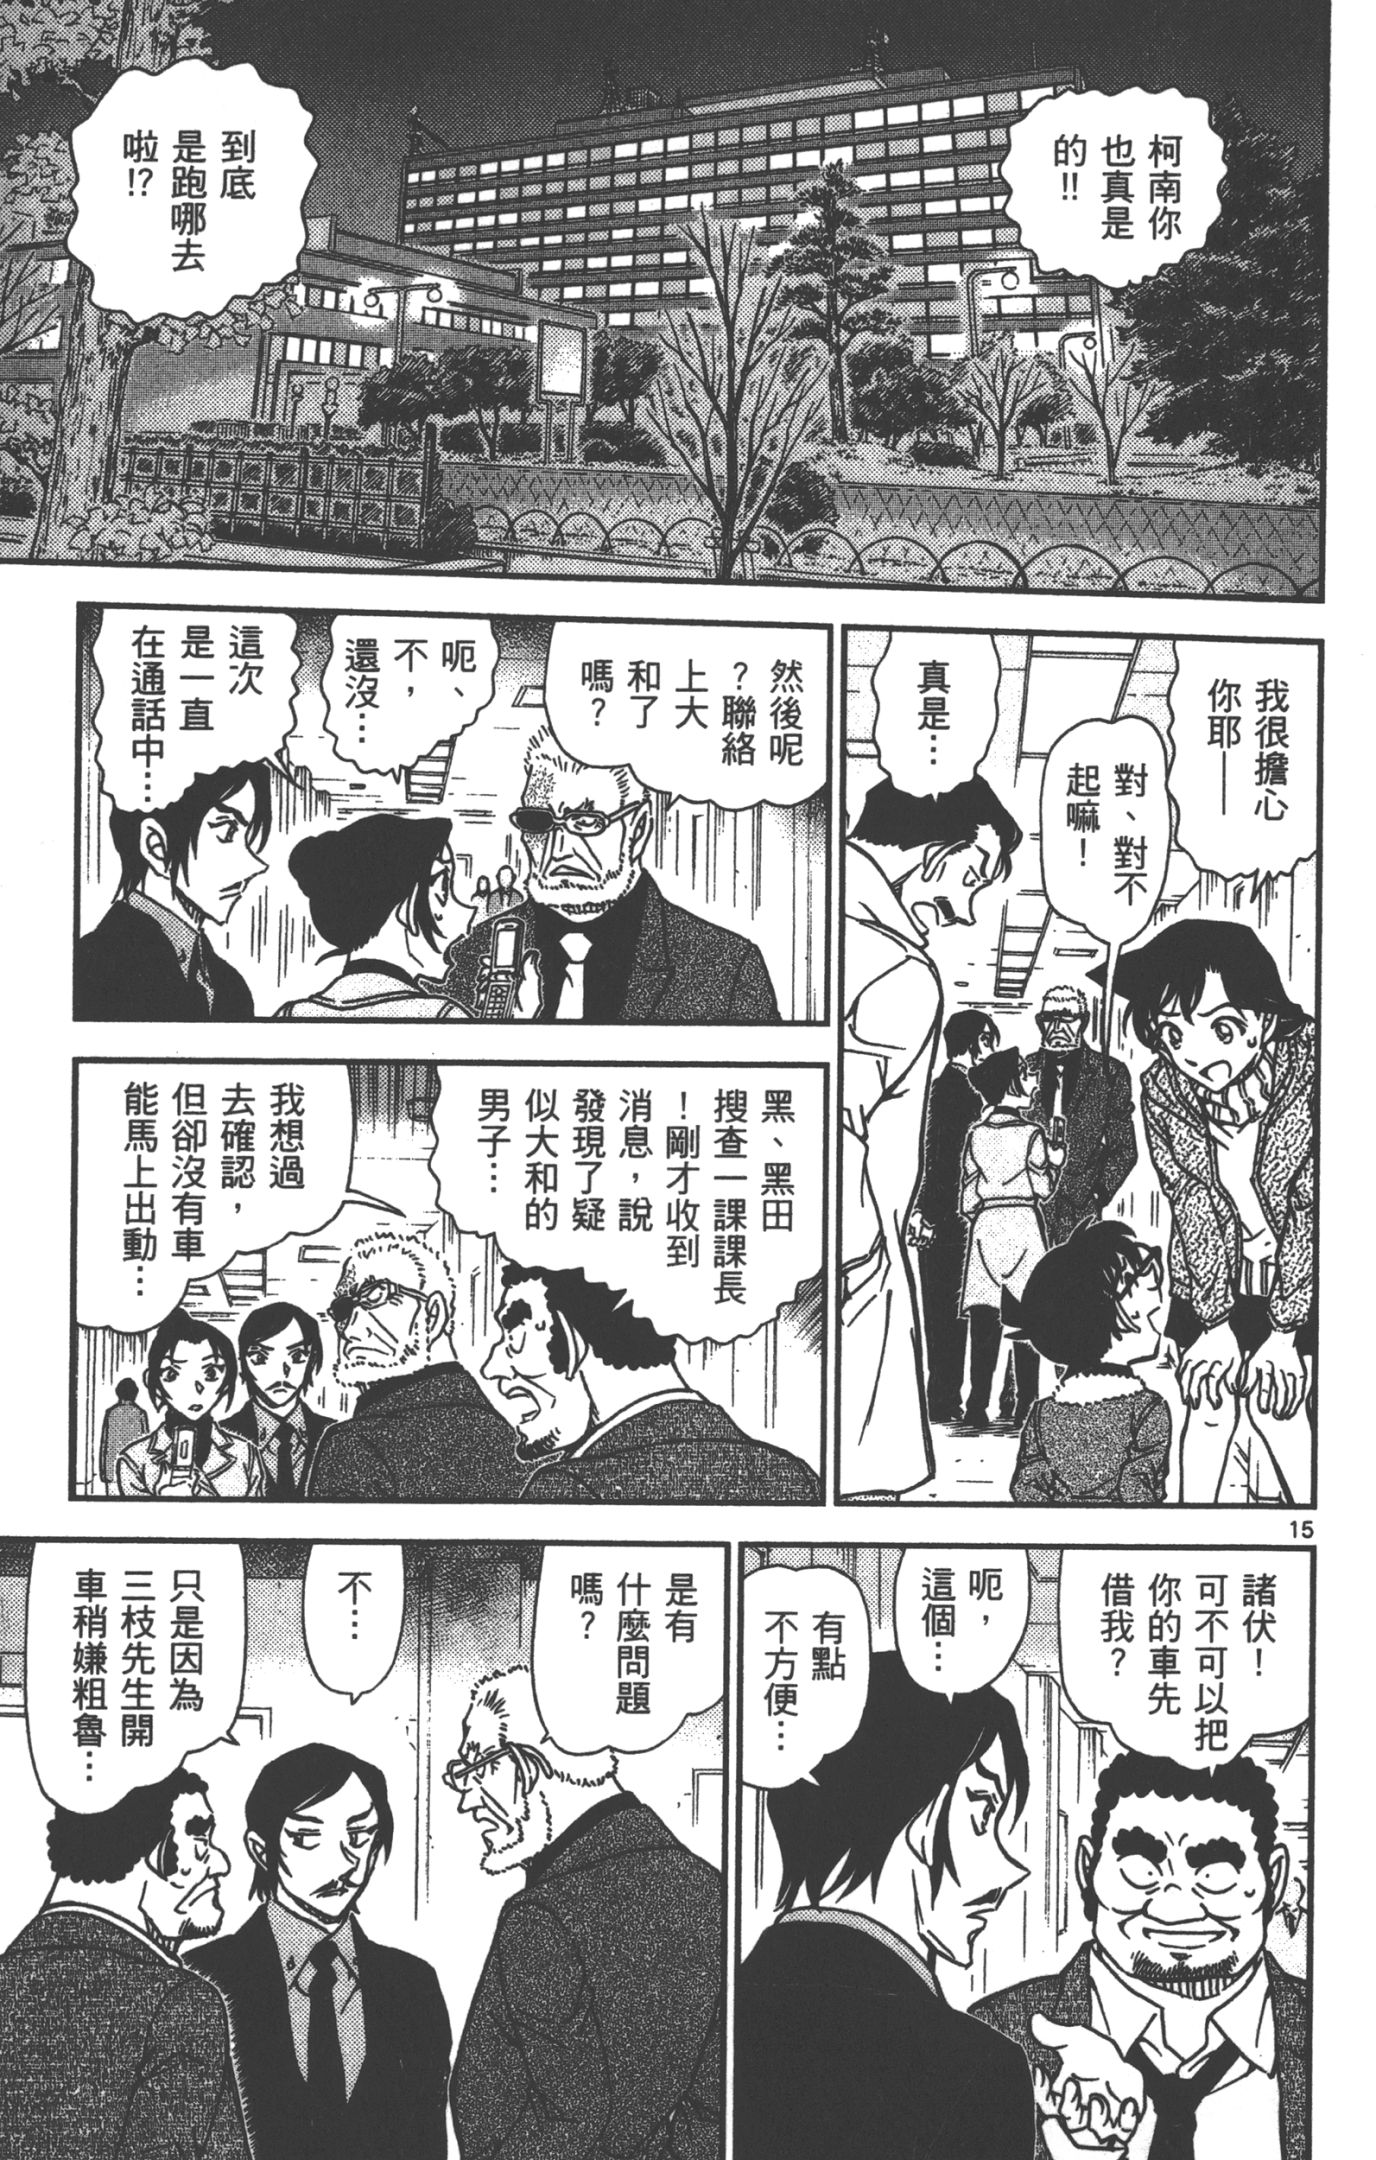 柯南你
也真是
的!!
到底
是跑哪去
啦!?
我很擔心
你耶——
對、對不
起嘛！
真是…
然後呢
？聯絡
上大
和了
嗎？
呃、
不，
還沒…
這次
是一直
在通話中…
黑、黑田
搜查一課課長
！剛才收到
消息，說
發現了疑
似大和的
男子…
我想過
去確認，
但卻沒有車
能馬上出動…
15
諸伏！
可不可以把
你的車先
借我？
呃，
這個…
有點
不方便…
是有
什麼問題
嗎？
不…
只是因為
三枝先生開
車稍嫌粗魯…